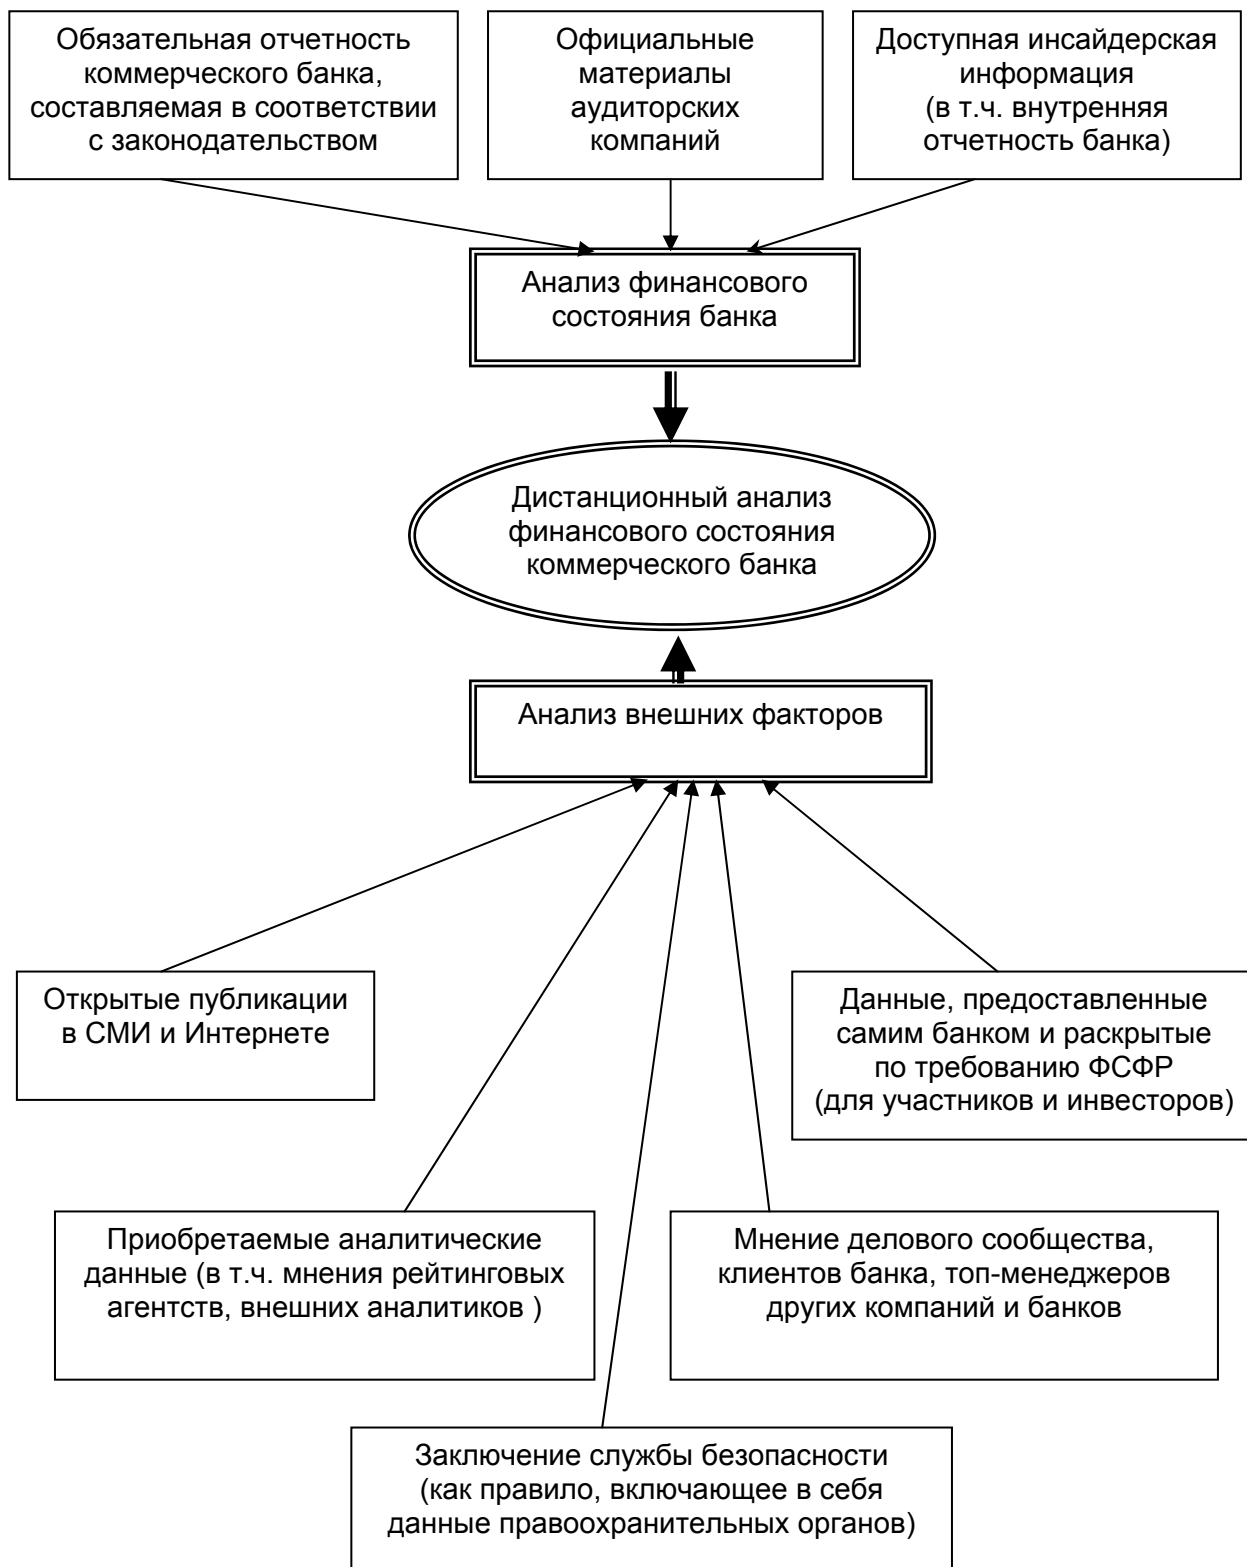 Обязательная отчетность
коммерческого банка,
составляемая в соответствии
с законодательством
Официальные
материалы
аудиторских
компаний
Доступная инсайдерская
информация
(в т.ч. внутренняя
отчетность банка)
Анализ финансового
состояния банка
Дистанционный анализ
финансового состояния
коммерческого банка
Анализ внешних факторов
Открытые публикации
в СМИ и Интернете
Данные, предоставленные
самим банком и раскрытые
по требованию ФСФР
(для участников и инвесторов)
Приобретаемые аналитические
данные (в т.ч. мнения рейтинговых
агентств, внешних аналитиков )
Мнение делового сообщества,
клиентов банка, топ-менеджеров
других компаний и банков
Заключение службы безопасности
(как правило, включающее в себя
данные правоохранительных органов)